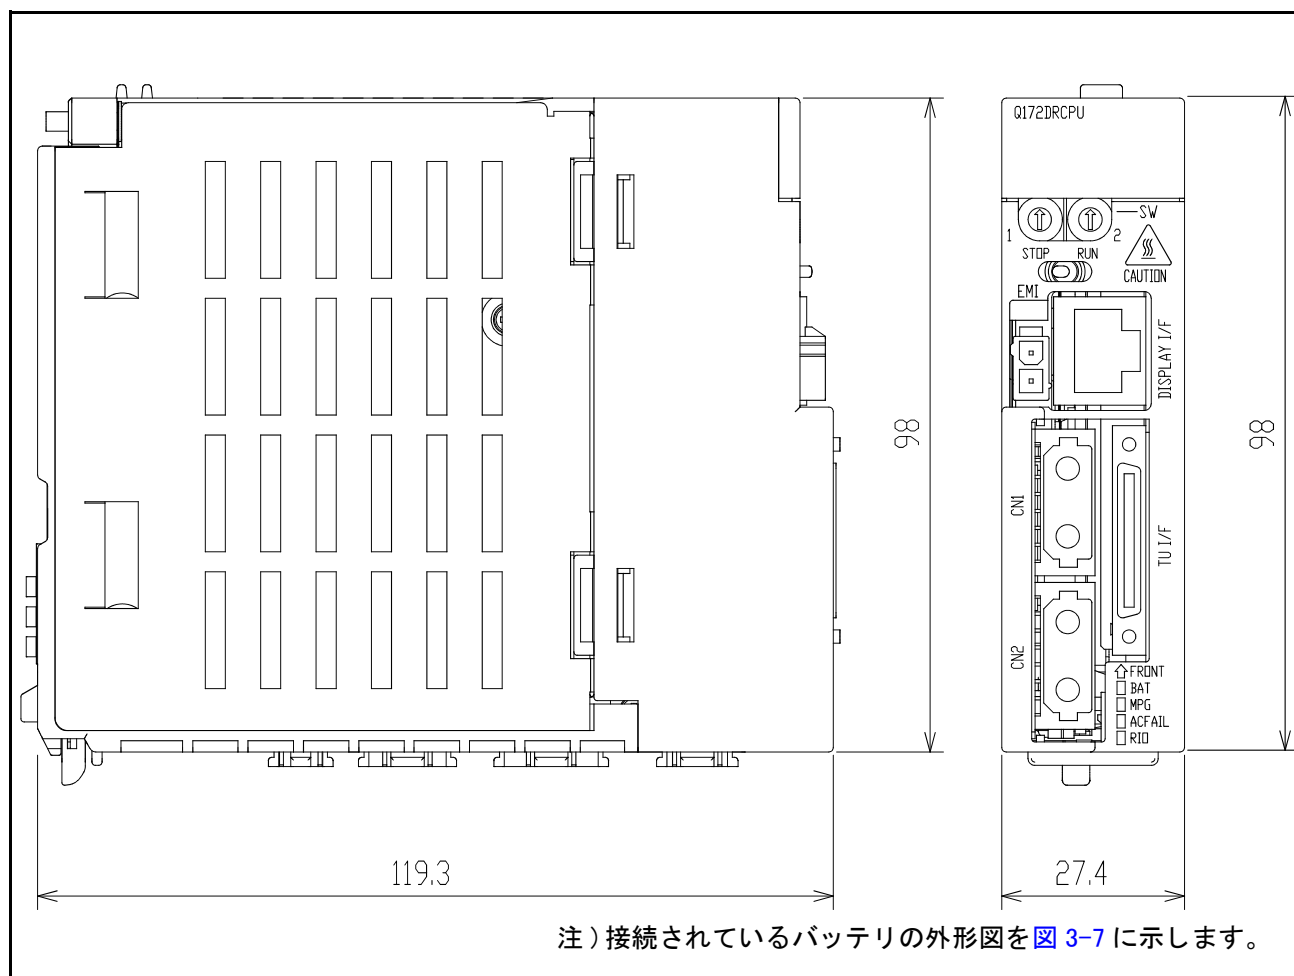 Q172DRCPU
SW
1
2
STOP
RUN
CAUTION
EMI
DISPLAY I/F
98
98
CN1
TU I/F
CN2
FRONT
BAT
MPG
ACFAIL
RIO
119.3
27.4
注)接続されているバッテリの外形図を図 3-7 に示します。